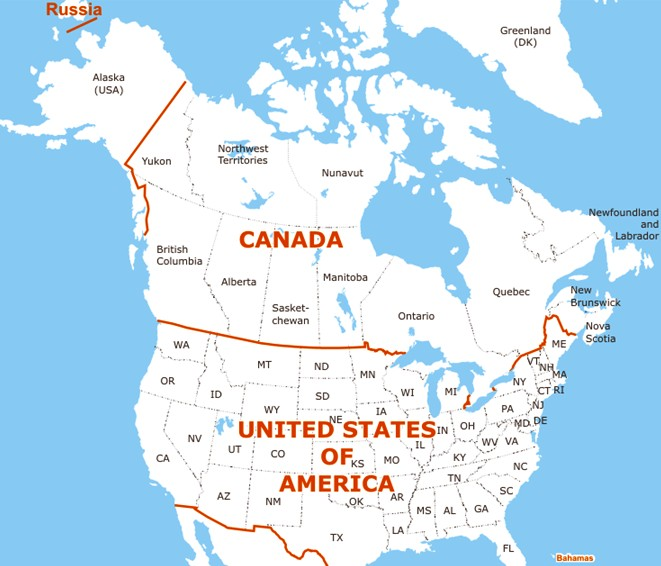 Russia
Greenland
(DK)
Alaska
(USA)
Yukon
Northwest
Territories
Nunavut
Newfoundland
and
Labrador
CANADA
British
Columbia
Alberta
Manitoba
Sasket-
chewan
Ontario
Quebec
New
Brunswick
Nova
Scotia
WA
MT
ND
MN
ME
VT
NH
OR
ID
SD
WI
MI
NY
MA
WY
IA
PA
CT
RI
NE
NJ
UNITED STATES
OF
AMERICA
NV
UT
CO
KS
MO
IL
IN
OH
WV
VA
MD
DE
CA
KY
AZ
NM
OK
AR
TN
NC
SC
TX
LA
MS
AL
GA
FL
Bahamas